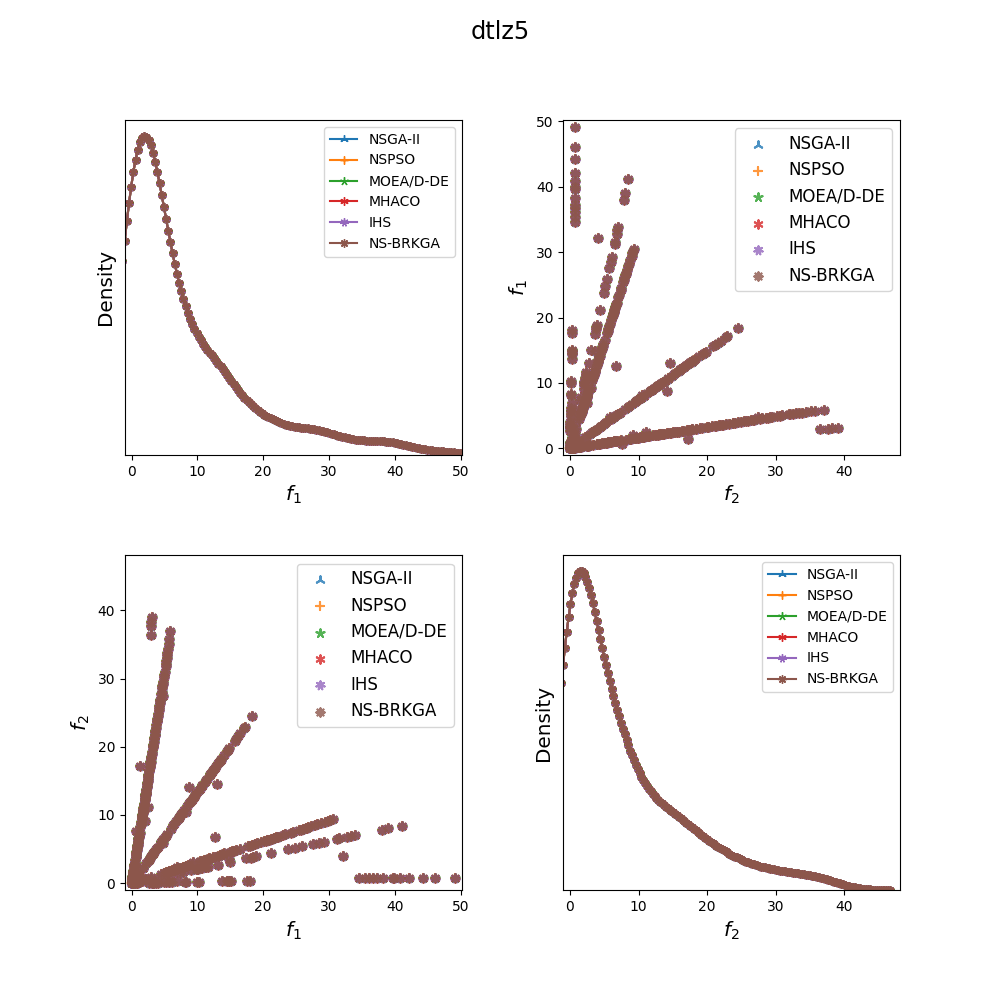 dtlz5
NSGA-II
NSPSO
MOEA/D-DE
MHACO
IHS
NS-BRKGA
Density
0 10 20 30 40 50
f1
50
40
30
20
10
0
f1
NSGA-II
NSPSO
MOEA/D-DE
MHACO
IHS
NS-BRKGA
0 10 20 30 40
f2
40
30
20
10
0
f2
NSGA-II
NSPSO
MOEA/D-DE
MHACO
IHS
NS-BRKGA
0 10 20 30 40 50
f1
NSGA-II
NSPSO
MOEA/D-DE
MHACO
IHS
NS-BRKGA
Density
0 10 20 30 40
f2